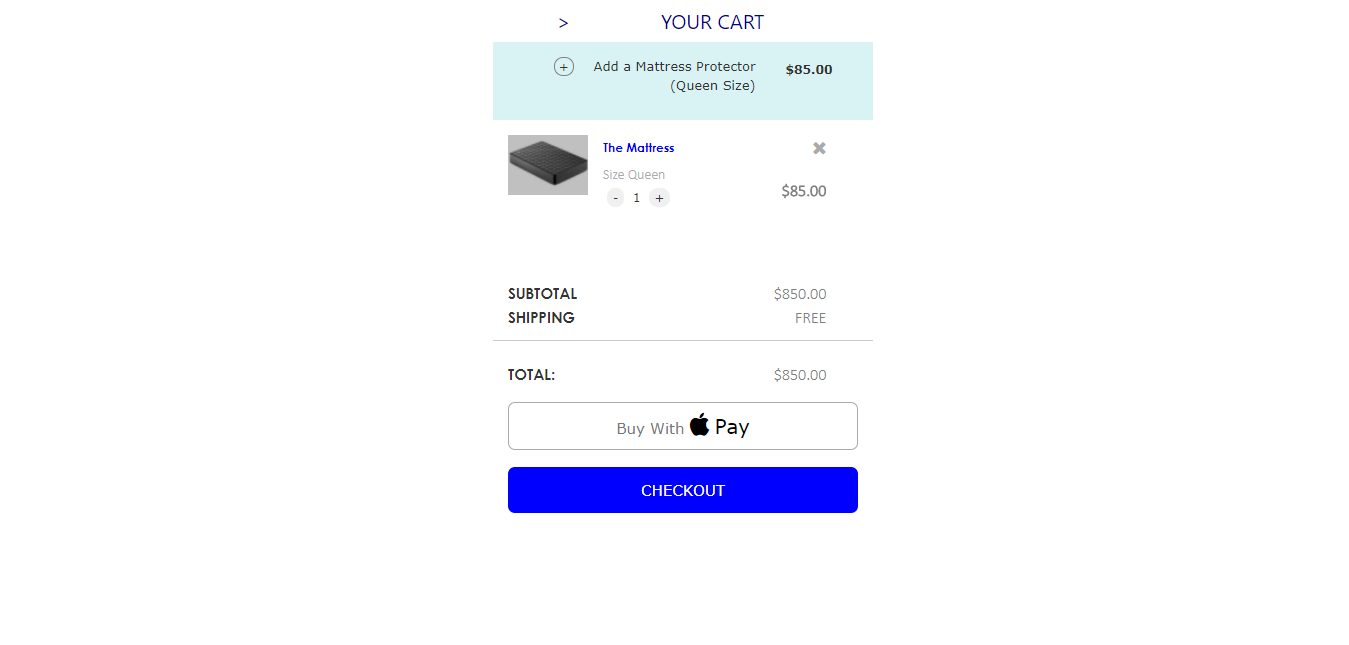 > YOUR CART
+ Add a Mattress Protector $85.00
(Queen Size)
The Mattress ✖
Size Queen
$85.00
- 1 +
SUBTOTAL $850.00
SHIPPING FREE
TOTAL: $850.00
Buy With Pay
CHECKOUT